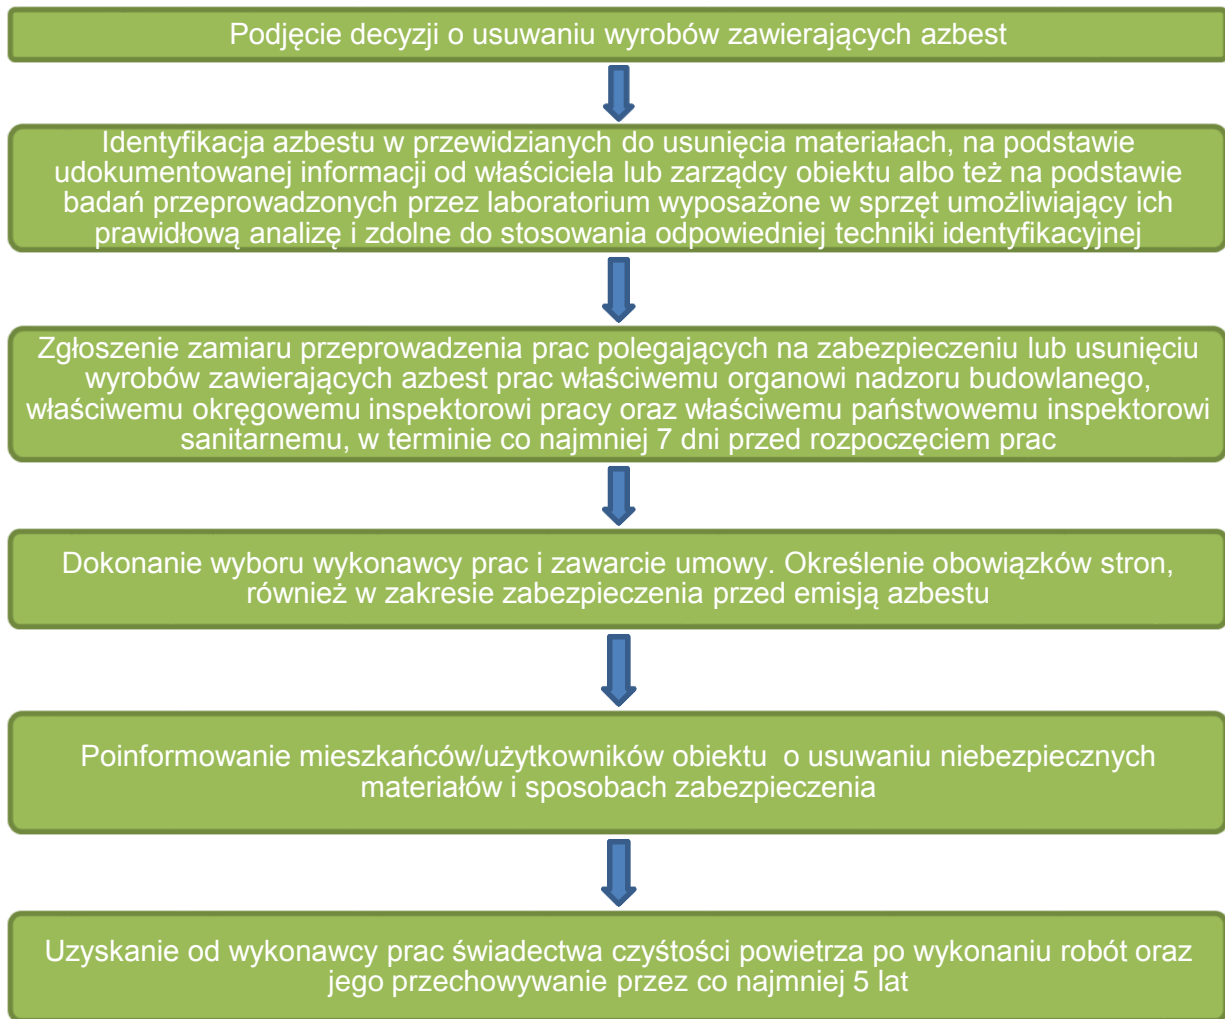 Podjęcie decyzji o usuwaniu wyrobów zawierających azbest
Identyfikacja azbestu w przewidzianych do usunięcia materiałach, na podstawie
udokumentowanej informacji od właściciela lub zarządcy obiektu albo też na podstawie
badań przeprowadzonych przez laboratorium wyposażone w sprzęt umożliwiający ich
prawidłową analizę i zdolne do stosowania odpowiedniej techniki identyfikacyjnej
Zgłoszenie zamiaru przeprowadzenia prac polegających na zabezpieczeniu lub usunięciu
wyrobów zawierających azbest prac właściwemu organowi nadzoru budowlanego,
właściwemu okręgowemu inspektorowi pracy oraz właściwemu państwowemu inspektorowi
sanitarnemu, w terminie co najmniej 7 dni przed rozpoczęciem prac
Dokonanie wyboru wykonawcy prac i zawarcie umowy. Określenie obowiązków stron,
również w zakresie zabezpieczenia przed emisją azbestu
Poinformowanie mieszkańców/użytkowników obiektu o usuwaniu niebezpiecznych
materiałów i sposobach zabezpieczenia
Uzyskanie od wykonawcy prac świadectwa czyśtości powietrza po wykonaniu robót oraz
jego przechowywanie przez co najmniej 5 lat